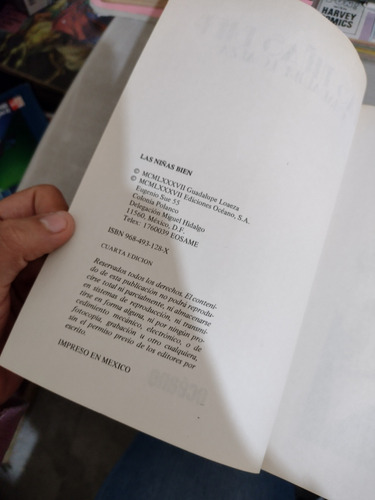 HARVEY
COMICS
LAS NIÑAS BIEN
© MCMLXXXVII Guadalupe Loaeza
© MCMLXXXVII Ediciones Océano, S.A.
Eugenio Sue 55
Colonia Polanco
Delegación Miguel Hidalgo
11560 México, D.F.
Telex: 1760039 EOSAME
ISBN 968-493-128-X
CUARTA EDICION
Reservados todos los derechos. El conteni-
do de esta publicación no podrá reprodu-
cirse total ni parcialmente, ni almacenarse
en sistemas de reproducción, ni transmi-
tirse en forma alguna, ni por ningún pro-
cedimiento mecánico, electrónico, o de
fotocopia, grabación u otro cualquiera,
sin el permiso previo de los editores por
escrito.
IMPRESO EN MEXICO